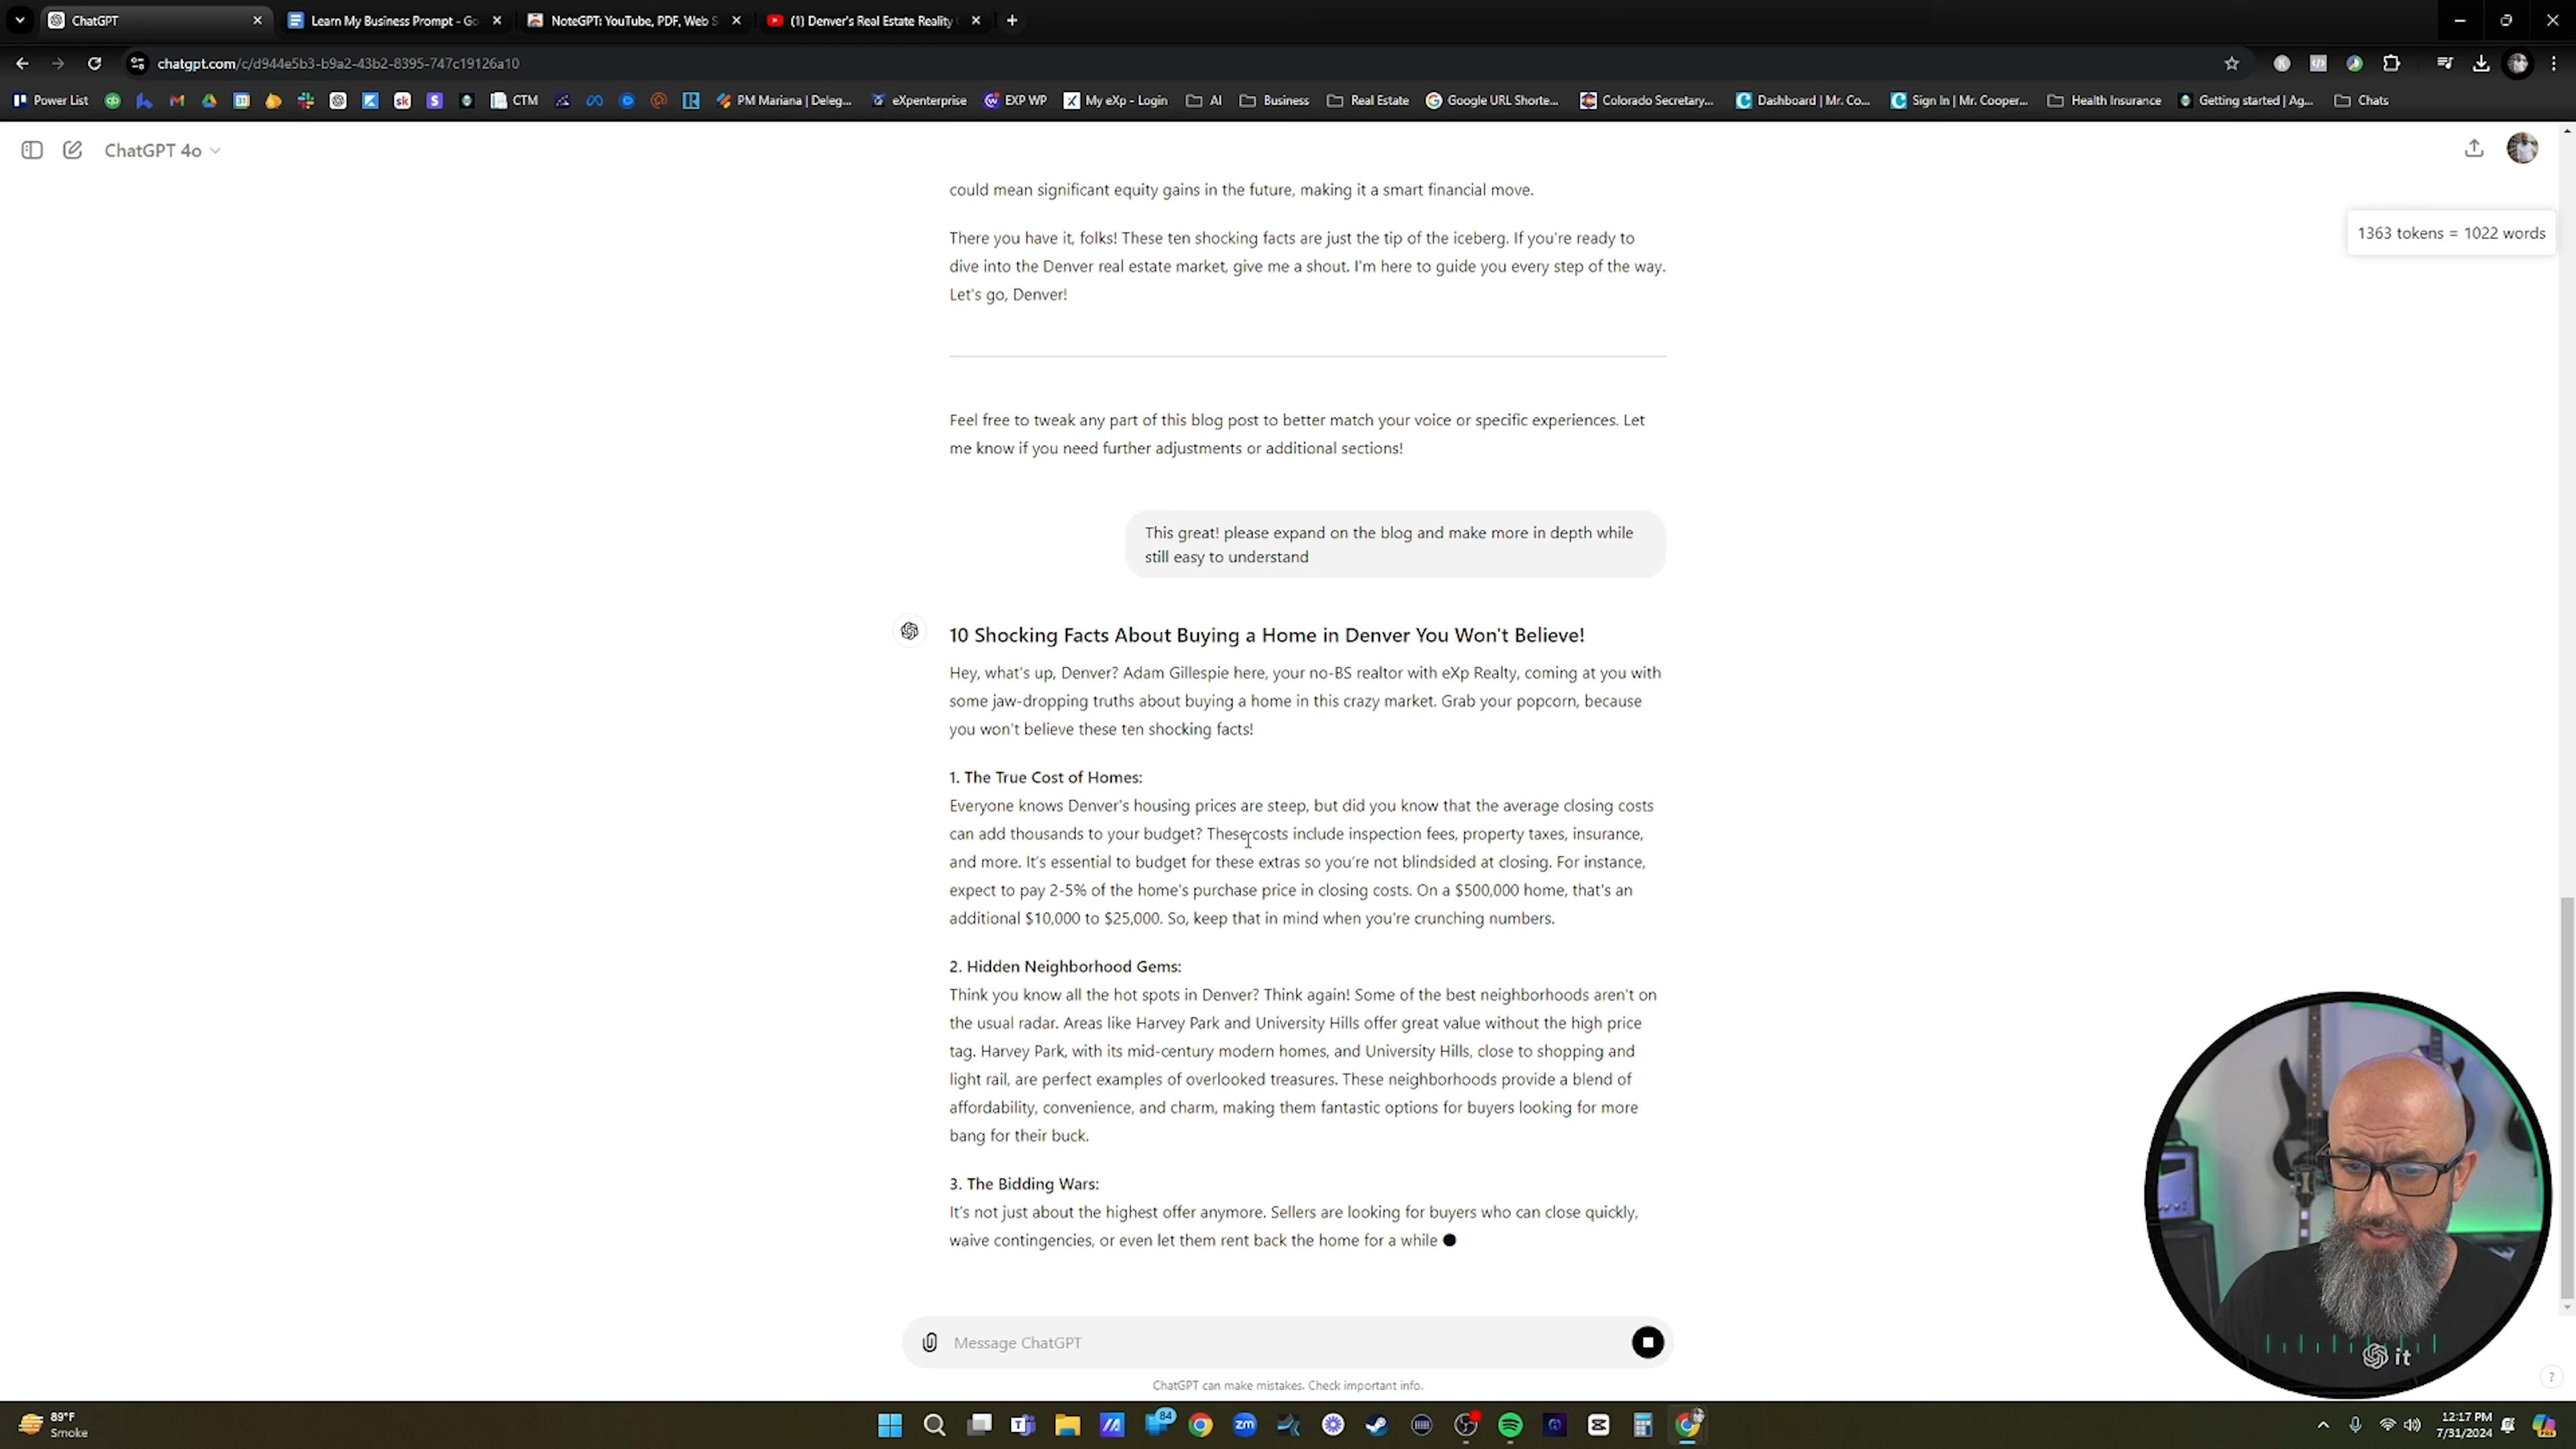 ChatGPT
Learn My Business Prompt - Go
NoteGPT: YouTube, PDF, Web S
(1) Denver's Real Estate Reality
chatgpt.com/c/d944e5b3-b9a2-43b2-8395-747c19126a10
Power List
CTM
PM Mariana | Deleg...
eXpenterprise
EXP WP
My eXp - Login
AI
Business
Real Estate
Google URL Shorte...
Colorado Secretary...
Dashboard | Mr. Co...
Sign In | Mr. Cooper...
Health Insurance
Getting started | Ag...
Chats
ChatGPT 4o
1363 tokens = 1022 words
could mean significant equity gains in the future, making it a smart financial move.
There you have it, folks! These ten shocking facts are just the tip of the iceberg. If you're ready to
dive into the Denver real estate market, give me a shout. I'm here to guide you every step of the way.
Let's go, Denver!
Feel free to tweak any part of this blog post to better match your voice or specific experiences. Let
me know if you need further adjustments or additional sections!
This great! please expand on the blog and make more in depth while
still easy to understand
10 Shocking Facts About Buying a Home in Denver You Won't Believe!
Hey, what's up, Denver? Adam Gillespie here, your no-BS realtor with eXp Realty, coming at you with
some jaw-dropping truths about buying a home in this crazy market. Grab your popcorn, because
you won't believe these ten shocking facts!
1. The True Cost of Homes:
Everyone knows Denver's housing prices are steep, but did you know that the average closing costs
can add thousands to your budget? These costs include inspection fees, property taxes, insurance,
and more. It's essential to budget for these extras so you're not blindsided at closing. For instance,
expect to pay 2-5% of the home's purchase price in closing costs. On a $500,000 home, that's an
additional $10,000 to $25,000. So, keep that in mind when you're crunching numbers.
2. Hidden Neighborhood Gems:
Think you know all the hot spots in Denver? Think again! Some of the best neighborhoods aren't on
the usual radar. Areas like Harvey Park and University Hills offer great value without the high price
tag. Harvey Park, with its mid-century modern homes, and University Hills, close to shopping and
light rail, are perfect examples of overlooked treasures. These neighborhoods provide a blend of
affordability, convenience, and charm, making them fantastic options for buyers looking for more
bang for their buck.
3. The Bidding Wars:
It's not just about the highest offer anymore. Sellers are looking for buyers who can close quickly,
waive contingencies, or even let them rent back the home for a while
Message ChatGPT
ChatGPT can make mistakes. Check important info.
it
?
89°F
Smoke
84
zm
12:17 PM
7/31/2024